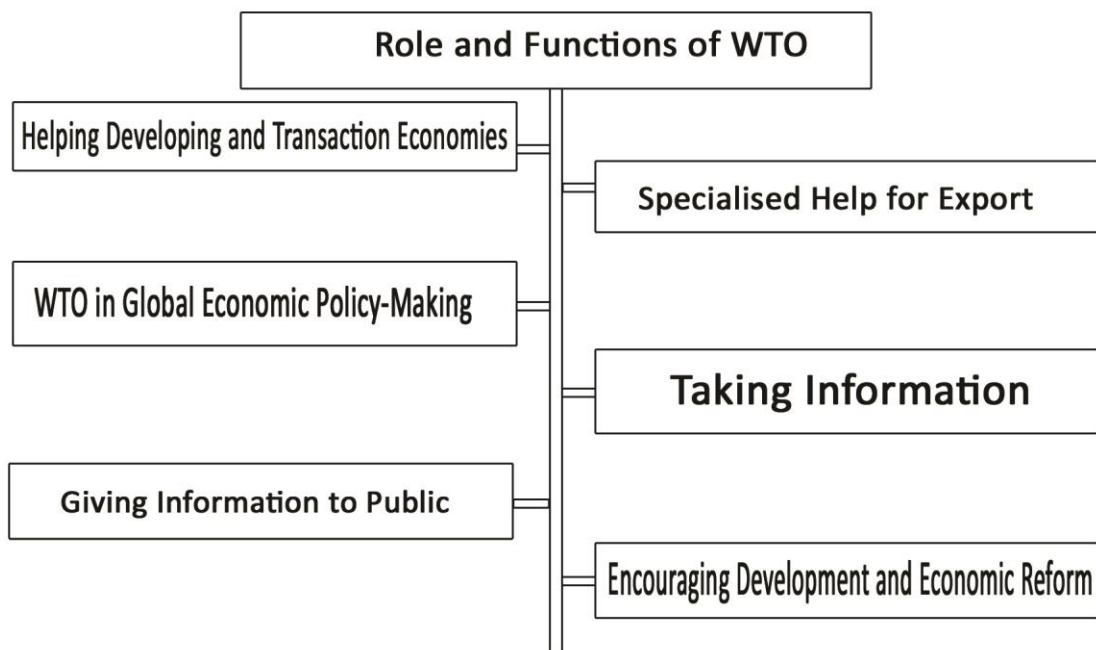 Role and Functions of WTO
Helping Developing and Transaction Economies
Specialised Help for Export
WTO in Global Economic Policy-Making
Taking Information
Giving Information to Public
Encouraging Development and Economic Reform